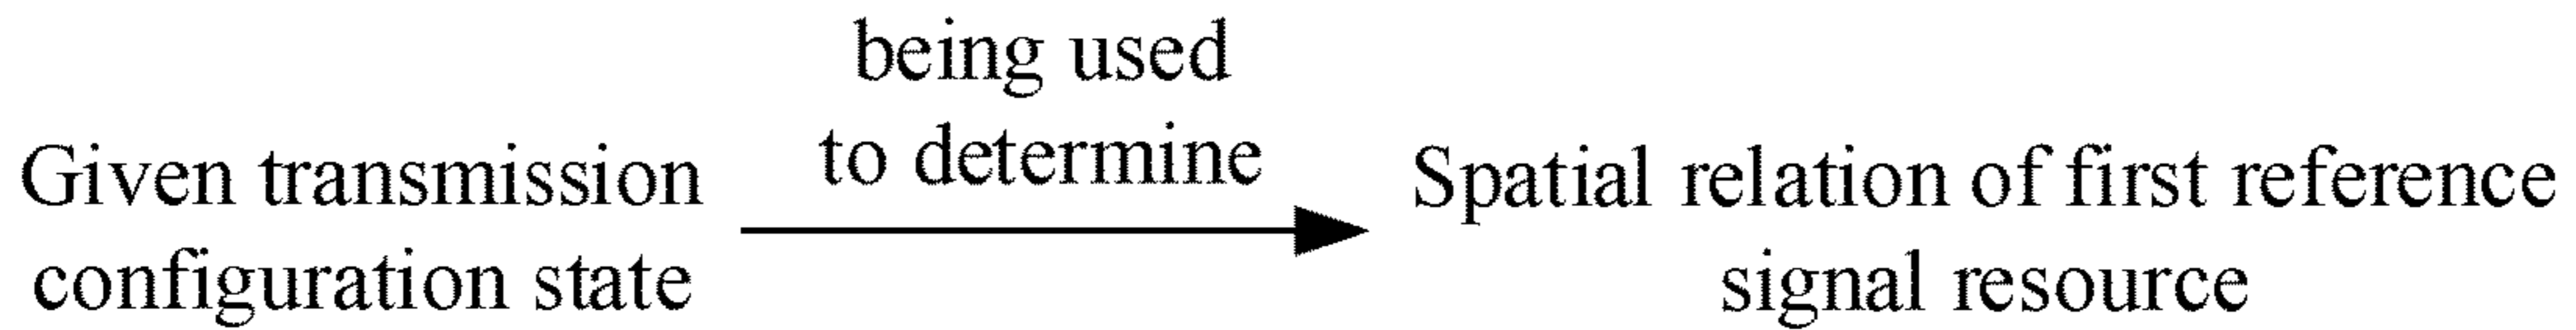 Given transmission
configuration state
being used
to determine
Spatial relation of first reference
signal resource